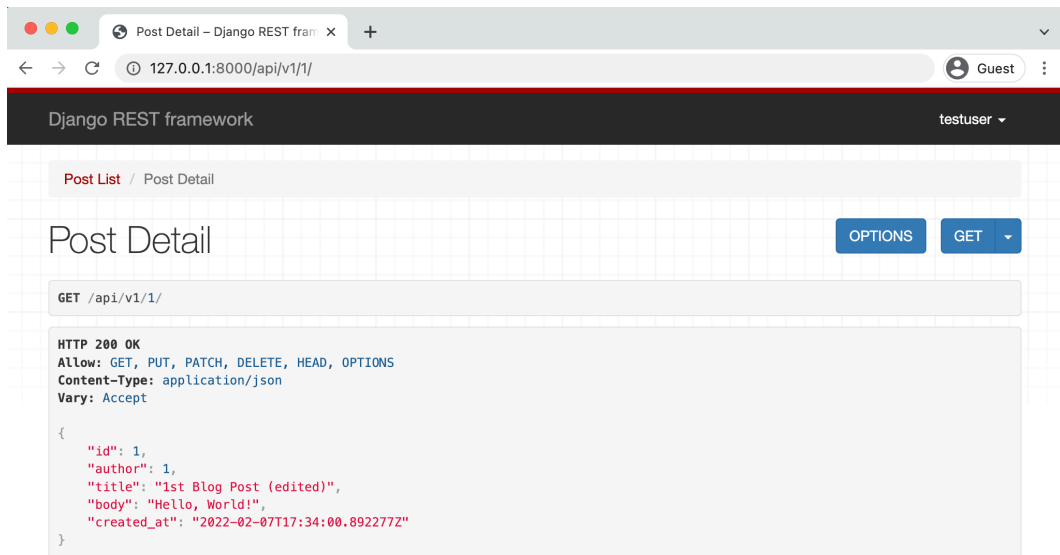 Post Detail – Django REST fram
127.0.0.1:8000/api/v1/1/
Guest
Django REST framework
testuser
Post List / Post Detail
Post Detail
OPTIONS
GET
GET /api/v1/1/
HTTP 200 OK
Allow: GET, PUT, PATCH, DELETE, HEAD, OPTIONS
Content-Type: application/json
Vary: Accept
{
"id": 1,
"author": 1,
"title": "1st Blog Post (edited)",
"body": "Hello, World!",
"created_at": "2022-02-07T17:34:00.892277Z"
}